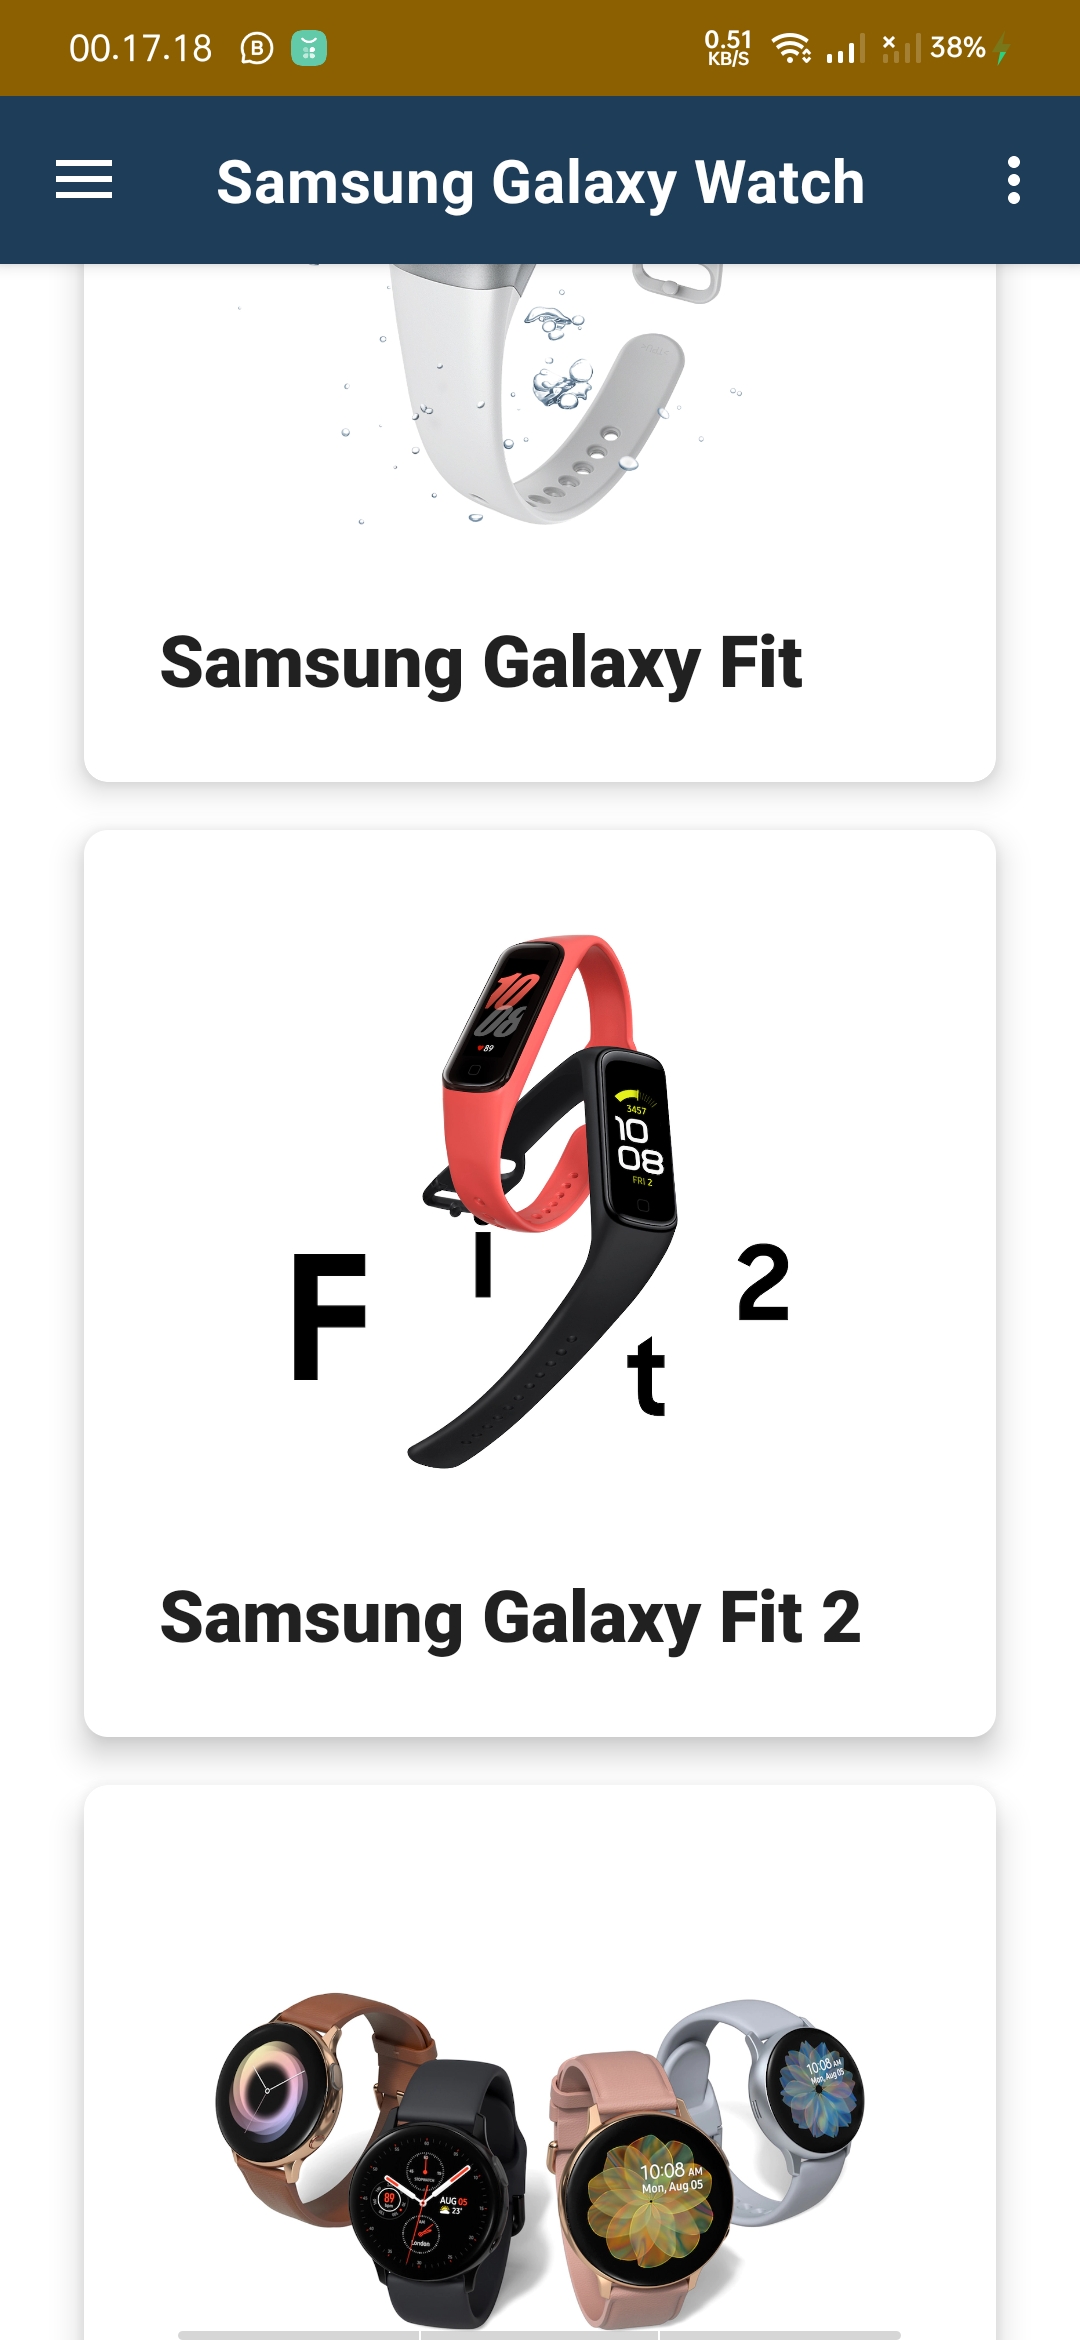 00.17.18 B 0.51 KB/S 38%
Samsung Galaxy Watch
Samsung Galaxy Fit
10
08
89
3457
10
08
FRI 2
F i t 2
Samsung Galaxy Fit 2
10:08 AM
Mon, Aug 05
10:08 AM
Mon, Aug 05
89
AUG 05
23°
London